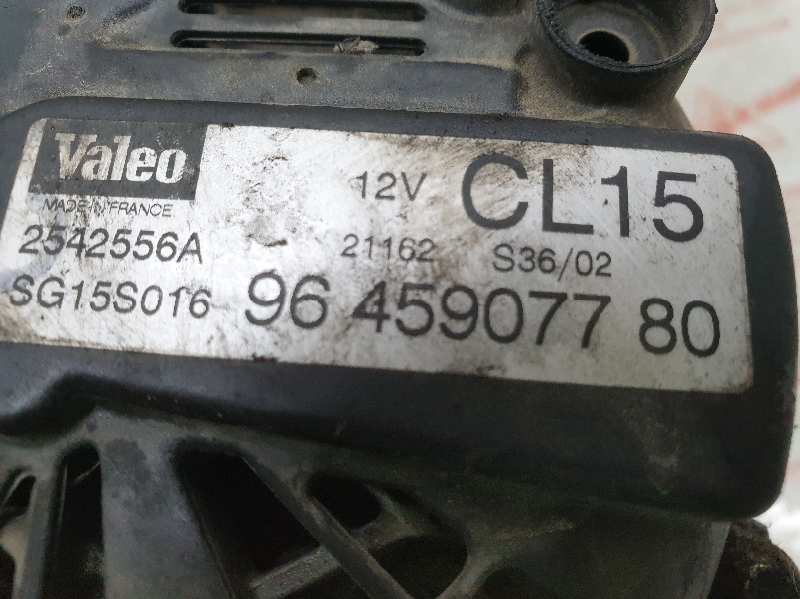 Valeo
MADE IN FRANCE
12V CL15
2542556A 21162 S36/02
SG15S016 96 459077 80